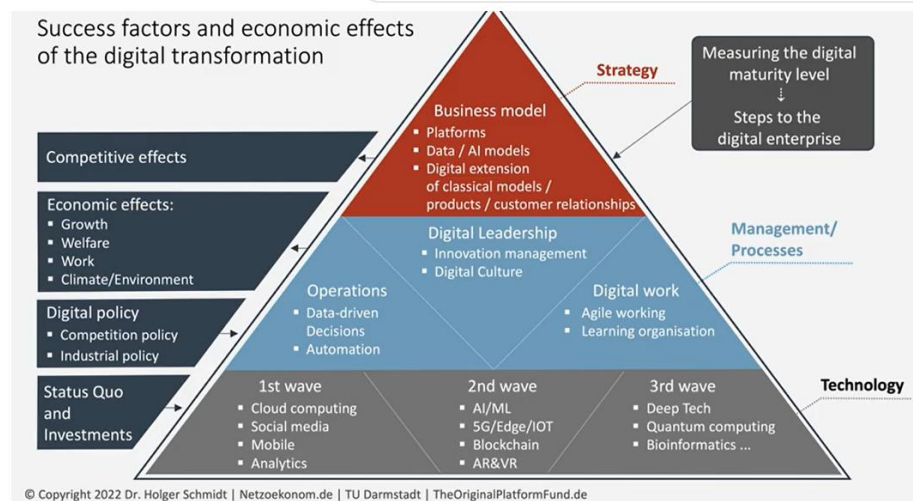 Success factors and economic effects
of the digital transformation
Strategy
Measuring the digital
maturity level
⇣
Steps to the
digital enterprise
Business model
▪ Platforms
▪ Data / AI models
▪ Digital extension
of classical models /
products / customer relationships
Competitive effects
Economic effects:
▪ Growth
▪ Welfare
▪ Work
▪ Climate/Environment
Digital Leadership
▪ Innovation management
▪ Digital Culture
Management/
Processes
Operations
▪ Data-driven
Decisions
▪ Automation
Digital work
▪ Agile working
▪ Learning organisation
Digital policy
▪ Competition policy
▪ Industrial policy
Status Quo
and
Investments
1st wave
▪ Cloud computing
▪ Social media
▪ Mobile
▪ Analytics
2nd wave
▪ AI/ML
▪ 5G/Edge/IOT
▪ Blockchain
▪ AR&VR
3rd wave
▪ Deep Tech
▪ Quantum computing
▪ Bioinformatics ...
Technology
© Copyright 2022 Dr. Holger Schmidt | Netzoekonom.de | TU Darmstadt | TheOriginalPlatformFund.de